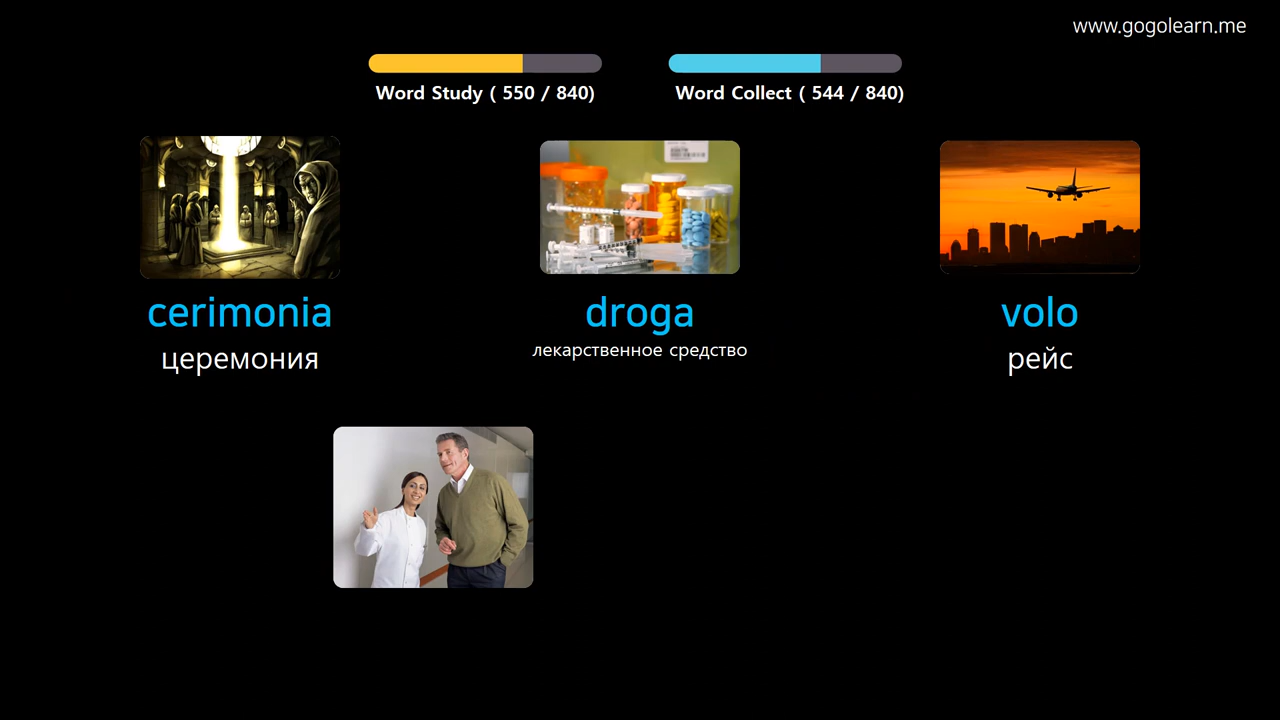 www.gogolearn.me
Word Study ( 550 / 840)
Word Collect ( 544 / 840)
cerimonia
церемония
droga
лекарственное средство
volo
рейс